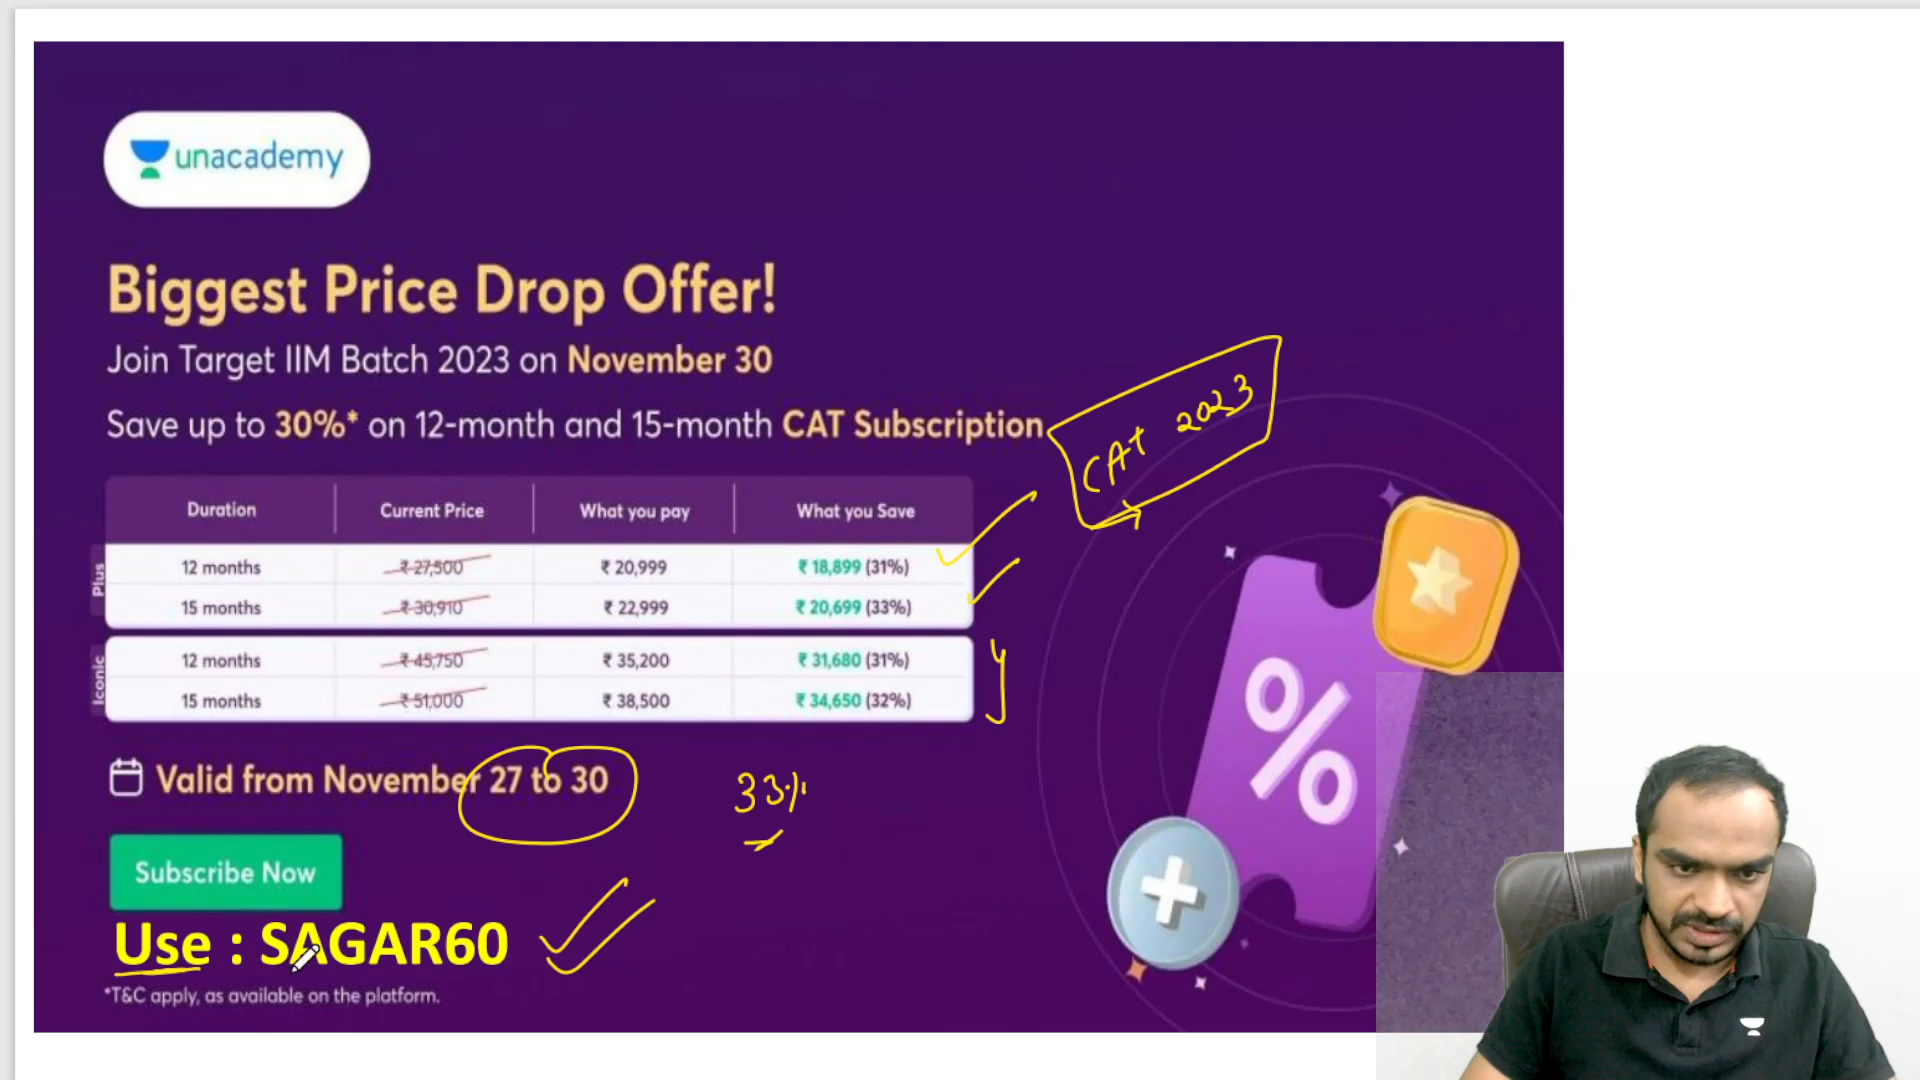 unacademy
Biggest Price Drop Offer!
Join Target IIM Batch 2023 on November 30
Save up to 30%* on 12-month and 15-month CAT Subscription
CAT 2023
Duration Current Price What you pay What you Save
Plus
12 months ₹ 27,500 ₹ 20,999 ₹ 18,899 (31%)
15 months ₹ 30,910 ₹ 22,999 ₹ 20,699 (33%)
Iconic
12 months ₹ 45,750 ₹ 35,200 ₹ 31,680 (31%)
15 months ₹ 51,000 ₹ 38,500 ₹ 34,650 (32%)
Valid from November 27 to 30
33%
Subscribe Now
Use : SAGAR60
*T&C apply, as available on the platform.
%